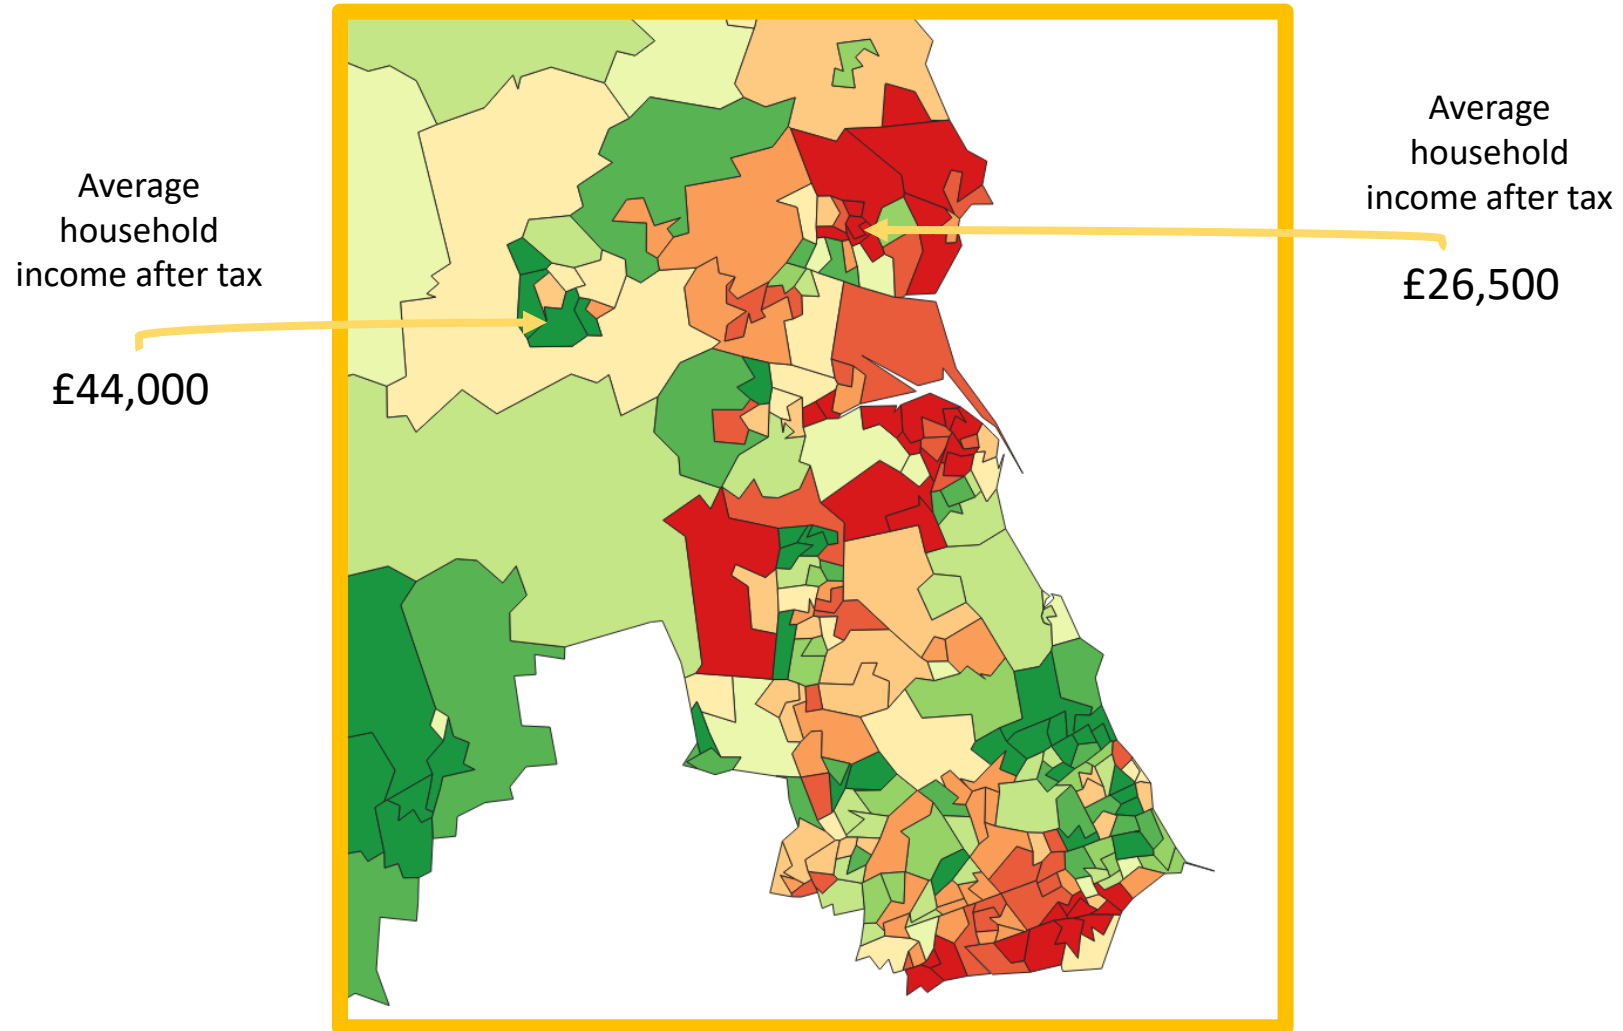 Average
household
income after tax
£44,000
Average
household
income after tax
£26,500